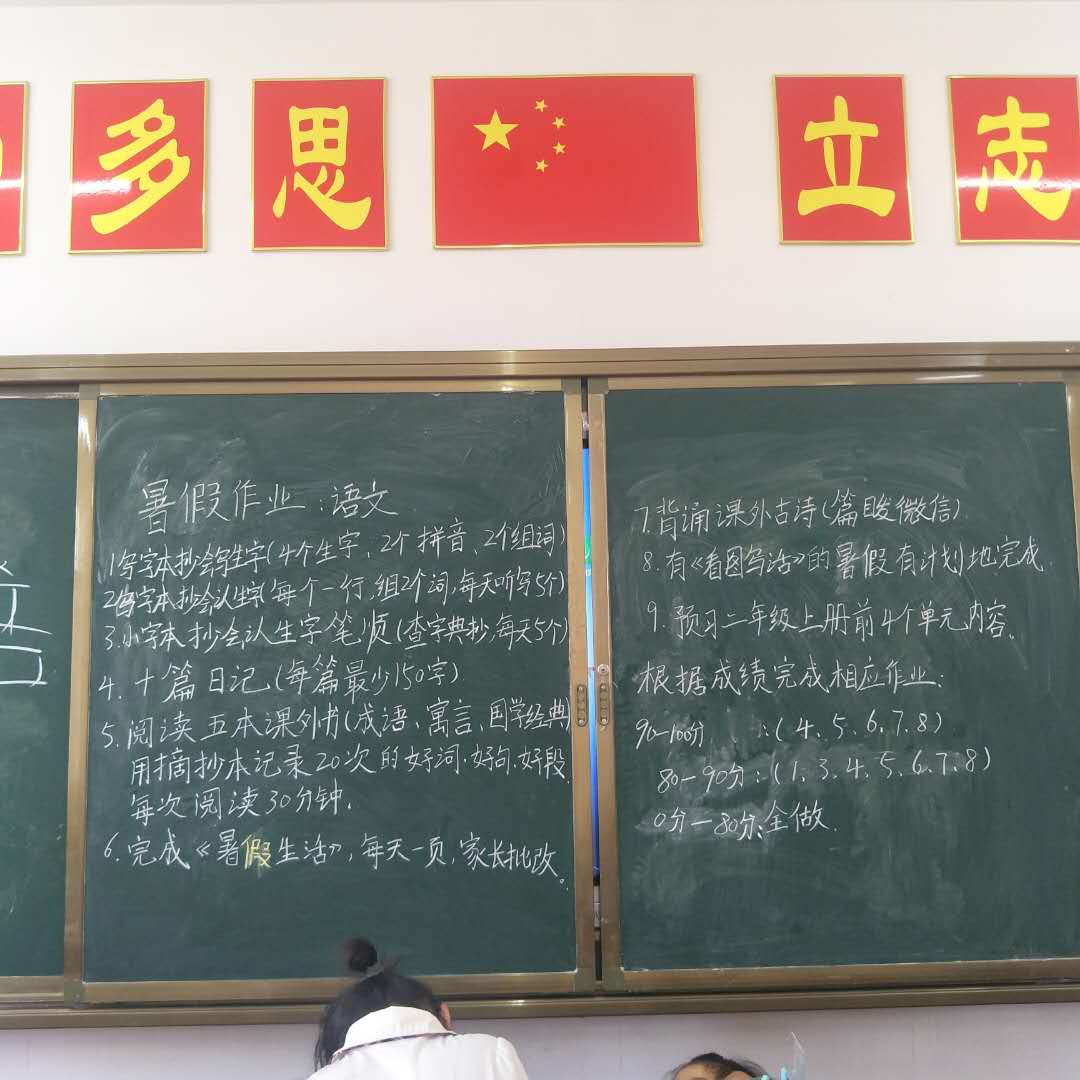 多 思 立 志
暑假作业:语文
1.写字本抄会写生字(4个生字、2个拼音、2个组词)
2.写字本抄会认生字(每个一行,组2个词,每天听写5个)
3.小字本抄会认生字笔顺(查字典抄,每天5个)
4.十篇日记(每篇最少150字)
5.阅读五本课外书(成语、寓言、国学经典)
用摘抄本记录20次的好词.好句.好段.
每次阅读30分钟.
6.完成《暑假生活》,每天一页,家长批改。
7.背诵课外古诗(篇目发微信)
8.有《看图写话》的暑假有计划地完成.
9.预习二年级上册前4个单元内容。
根据成绩完成相应作业:
90-100分:(4、5、6、7、8)
80-90分:(1、3、4、5、6、7、8)
0分-80分:全做.